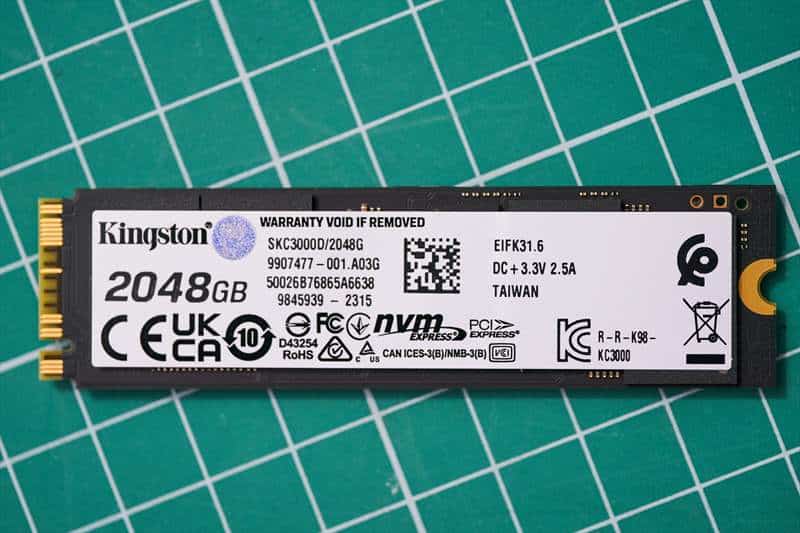 Kingston
WARRANTY VOID IF REMOVED
SKC3000D/2048G
9907477-001.A03G
50026B76865A6638
9845939 - 2315
2048GB
EIFK31.6
DC+3.3V 2.5A
TAIWAN
CE UK CA 10
D43254
RoHS
FC
nvm EXPRESS
PCI EXPRESS
C US
CAN ICES-3(B)/NMB-3(B)
VCI
R-R-K98-
KC3000